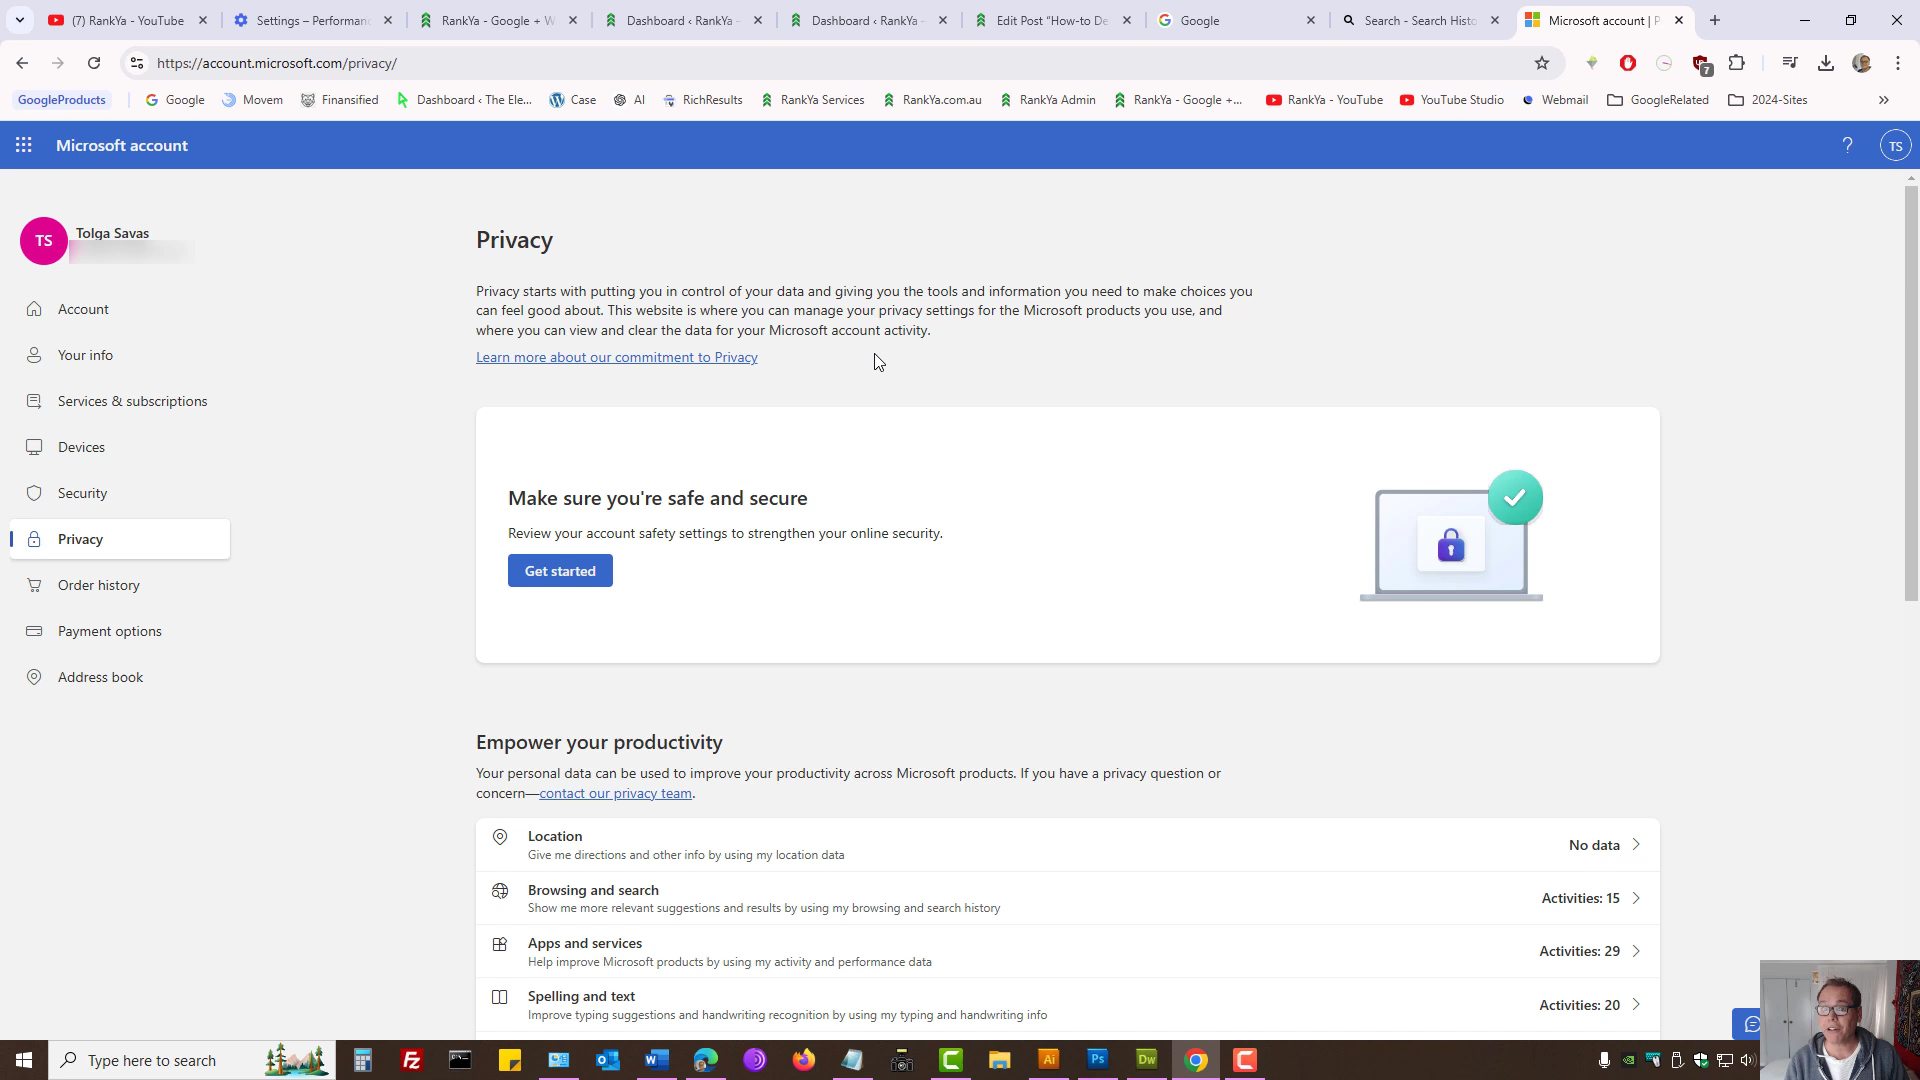 (7) RankYa - YouTube
Settings – Performanc
RankYa - Google + W
Dashboard ‹ RankYa –
Dashboard ‹ RankYa –
Edit Post “How-to De
Google
Search - Search Histo
Microsoft account | P
https://account.microsoft.com/privacy/
7
GoogleProducts
Google
Movem
Finansified
Dashboard ‹ The Ele...
Case
AI
RichResults
RankYa Services
RankYa.com.au
RankYa Admin
RankYa - Google +...
RankYa - YouTube
YouTube Studio
Webmail
GoogleRelated
2024-Sites
»
Microsoft account
?
TS
TS
Tolga Savas
Account
Your info
Services & subscriptions
Devices
Security
Privacy
Order history
Payment options
Address book
Privacy
Privacy starts with putting you in control of your data and giving you the tools and information you need to make choices you
can feel good about. This website is where you can manage your privacy settings for the Microsoft products you use, and
where you can view and clear the data for your Microsoft account activity.
Learn more about our commitment to Privacy
Make sure you're safe and secure
Review your account safety settings to strengthen your online security.
Get started
Empower your productivity
Your personal data can be used to improve your productivity across Microsoft products. If you have a privacy question or
concern—contact our privacy team.
Location
Give me directions and other info by using my location data
No data
Browsing and search
Show me more relevant suggestions and results by using my browsing and search history
Activities: 15
Apps and services
Help improve Microsoft products by using my activity and performance data
Activities: 29
Spelling and text
Improve typing suggestions and handwriting recognition by using my typing and handwriting info
Activities: 20
Type here to search
Fz
Ai
Ps
Dw